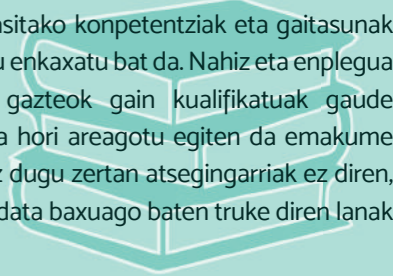 sitako konpetentziak eta gaitasunak
enkaxatu bat da. Nahiz eta enplegua
gazteok gain kualifikatuak gaude
hori areagotu egiten da emakume
dugu zertan atsegingarriak ez diren,
data baxuago baten truke diren lanak